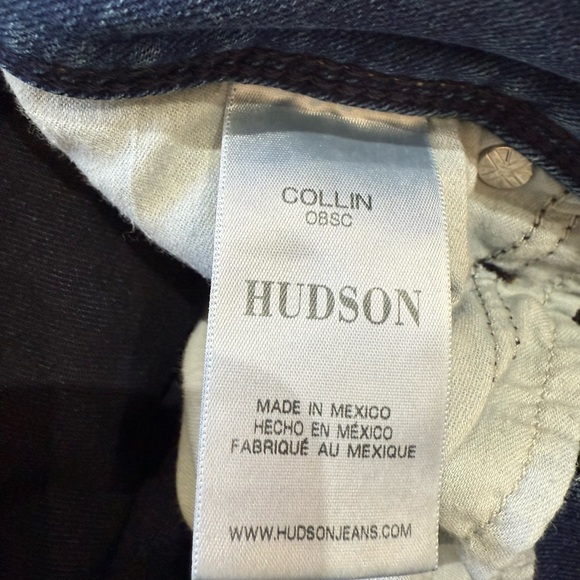 COLLIN
OBSC
HUDSON
MADE IN MEXICO
HECHO EN MÉXICO
FABRIQUÉ AU MEXIQUE
WWW.HUDSONJEANS.COM